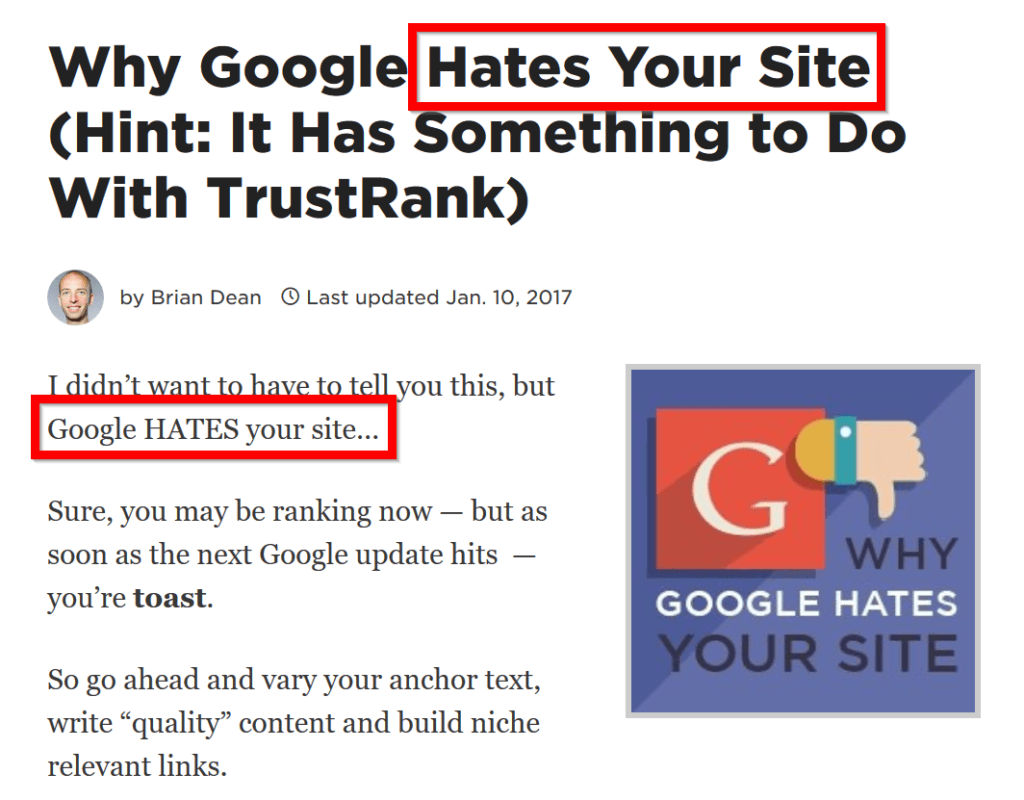 Why Google Hates Your Site
(Hint: It Has Something to Do
With TrustRank)
by Brian Dean Last updated Jan. 10, 2017
I didn’t want to have to tell you this, but
Google HATES your site...
Sure, you may be ranking now — but as
soon as the next Google update hits —
you’re toast.
So go ahead and vary your anchor text,
write “quality” content and build niche
relevant links.
G
WHY
GOOGLE HATES
YOUR SITE